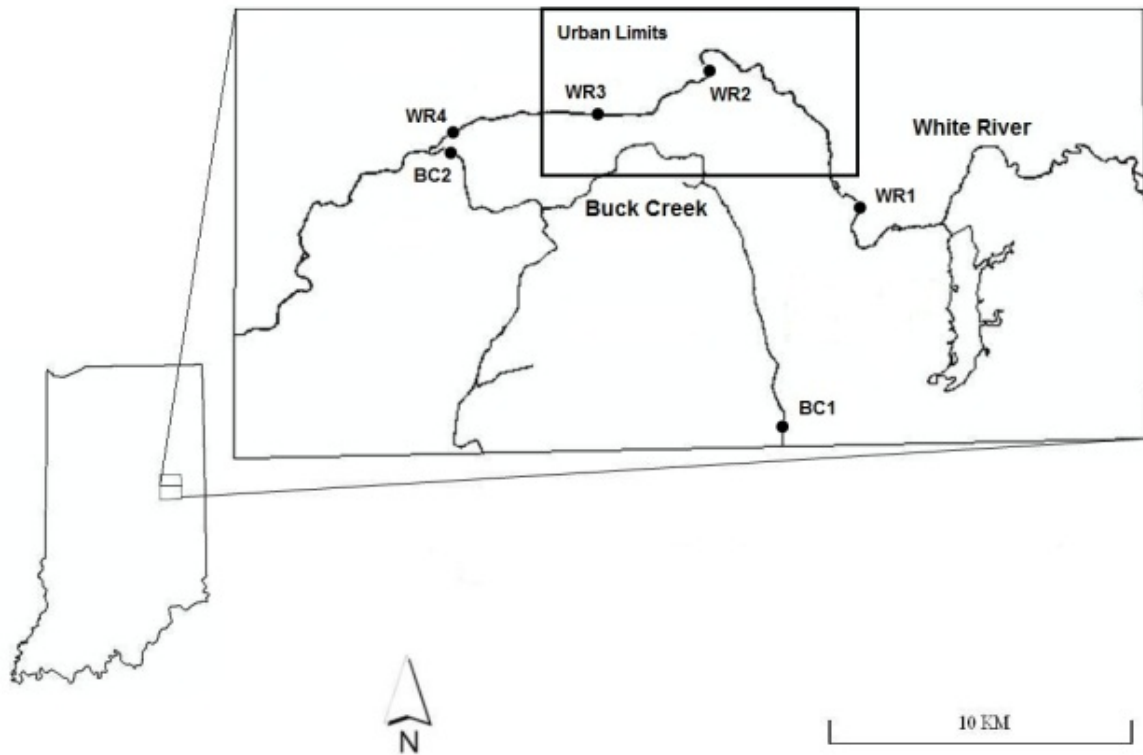 Urban Limits
WR2
WR3
WR4
White River
BC2
WR1
Buck Creek
BC1
10 KM
N